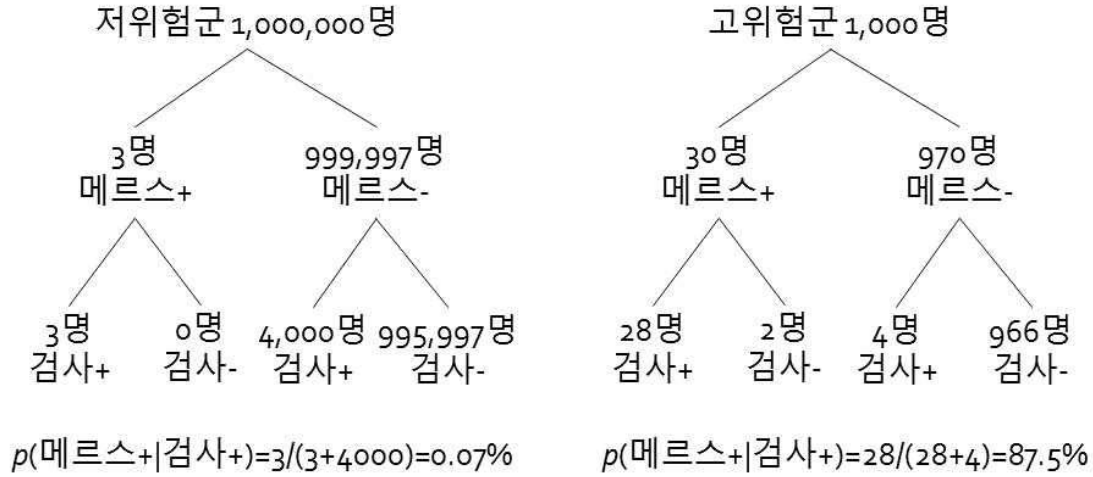 저위험군 1,000,000명
3명
메르스+
999,997명
메르스-
3명
검사+
0명
검사-
4,000명
검사+
995,997명
검사-
p(메르스+|검사+)=3/(3+4000)=0.07%
고위험군 1,000명
30명
메르스+
970명
메르스-
28명
검사+
2명
검사-
4명
검사+
966명
검사-
p(메르스+|검사+)=28/(28+4)=87.5%